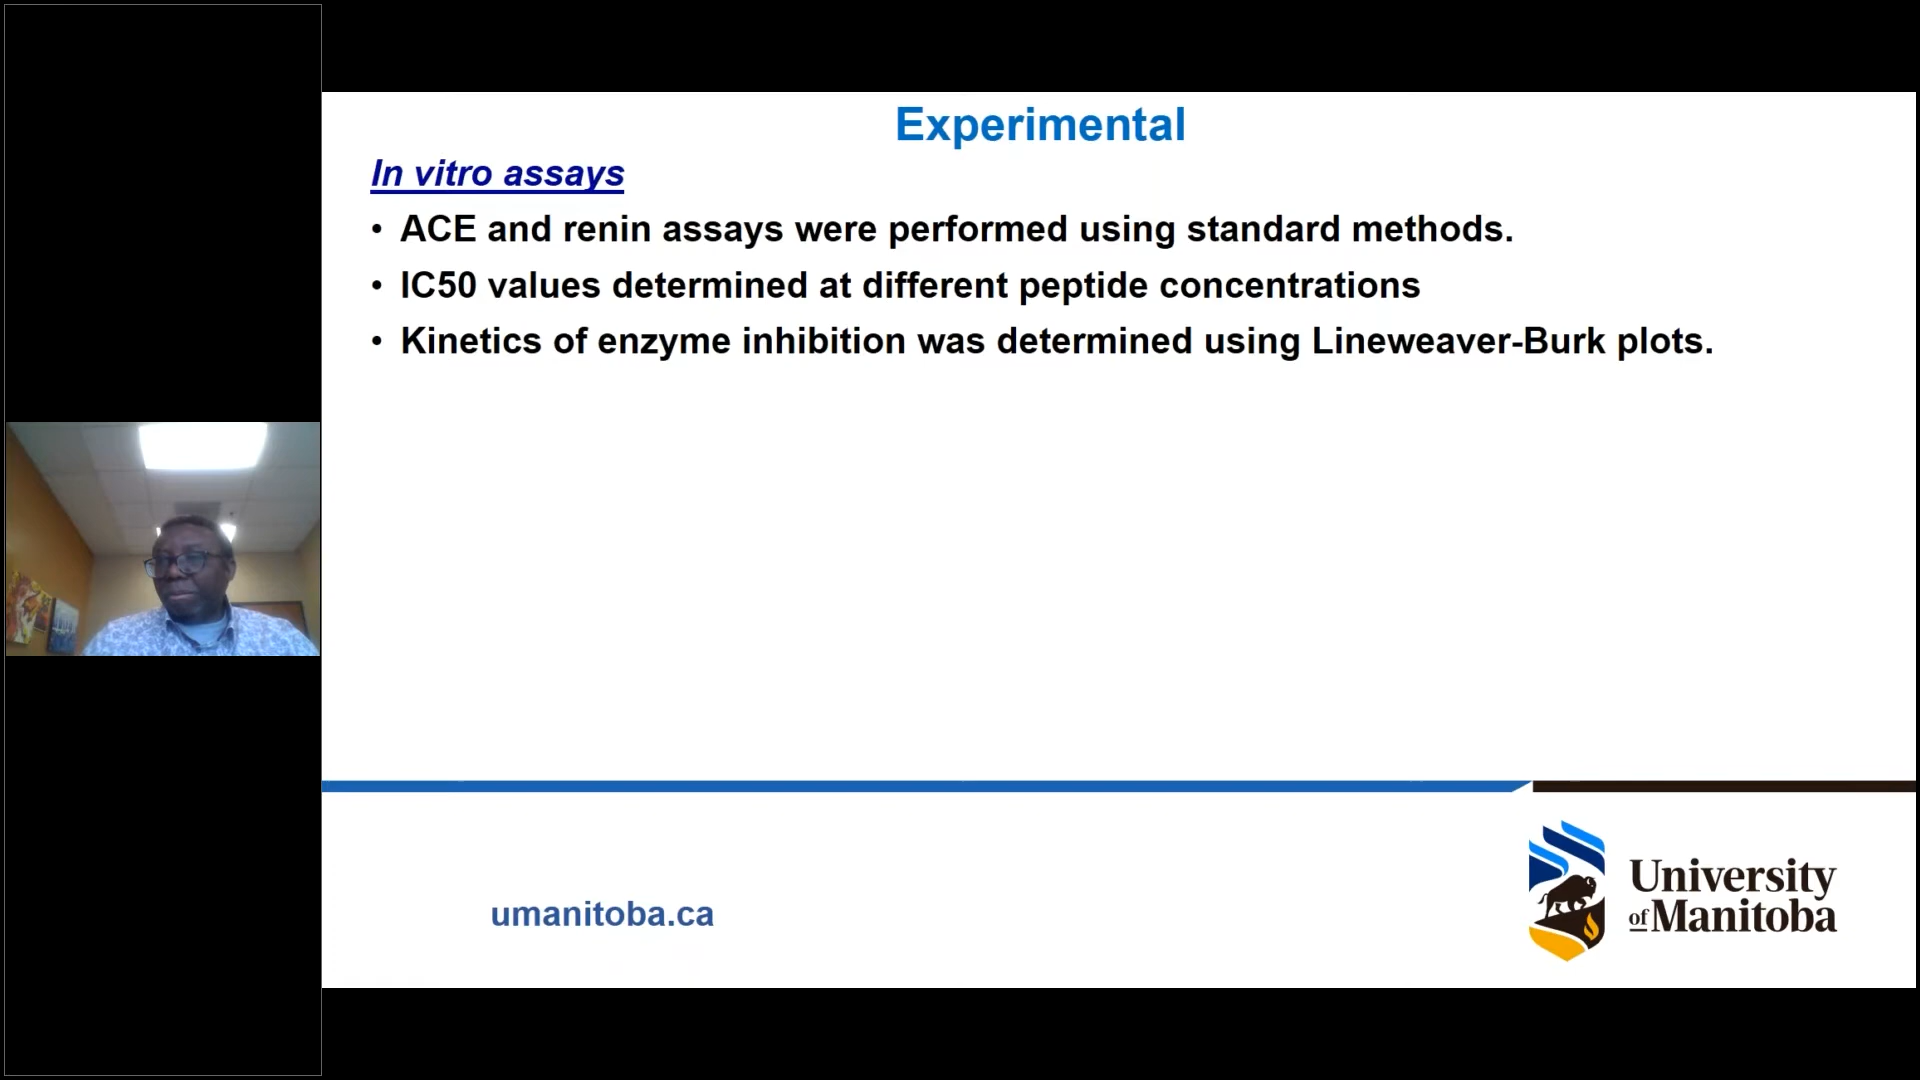 Experimental
In vitro assays
• ACE and renin assays were performed using standard methods.
• IC50 values determined at different peptide concentrations
• Kinetics of enzyme inhibition was determined using Lineweaver-Burk plots.
umanitoba.ca
University
of Manitoba